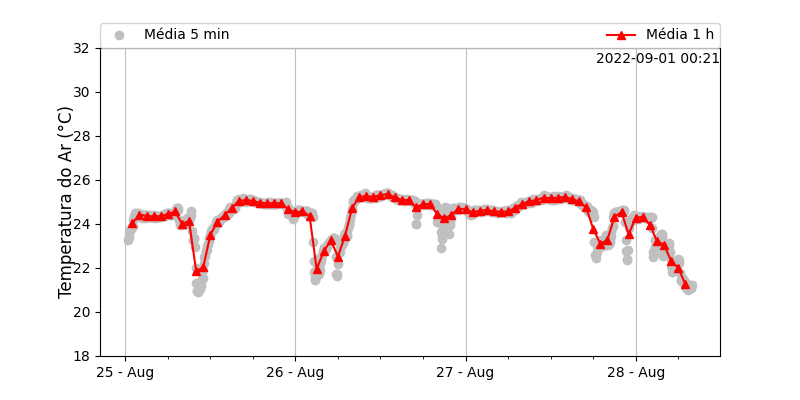 Média 5 min
Média 1 h
2022-09-01 00:21
Temperatura do Ar (°C)
32
30
28
26
24
22
20
18
25 - Aug
26 - Aug
27 - Aug
28 - Aug